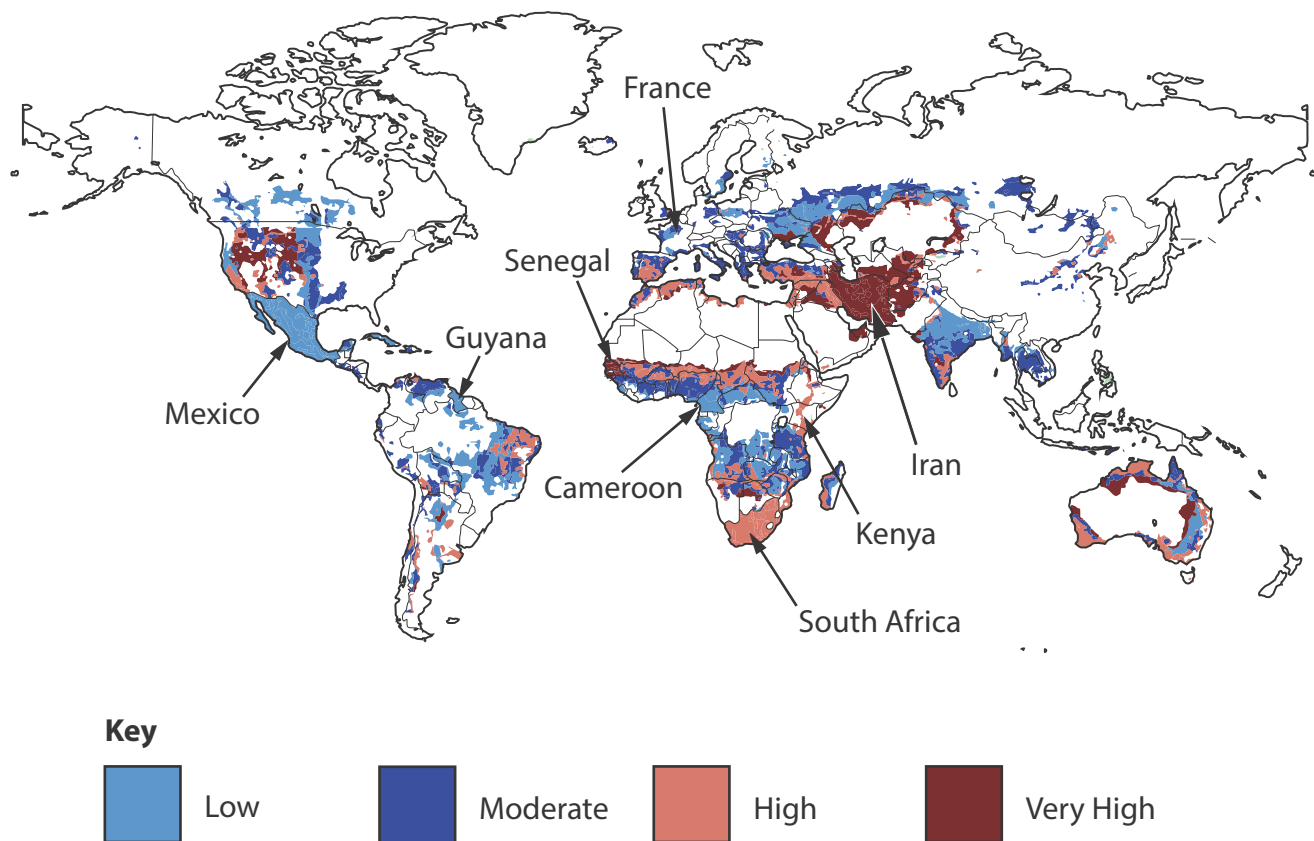 France
Senegal
Guyana
Mexico
Cameroon
Iran
Kenya
South Africa
Key
Low
Moderate
High
Very High